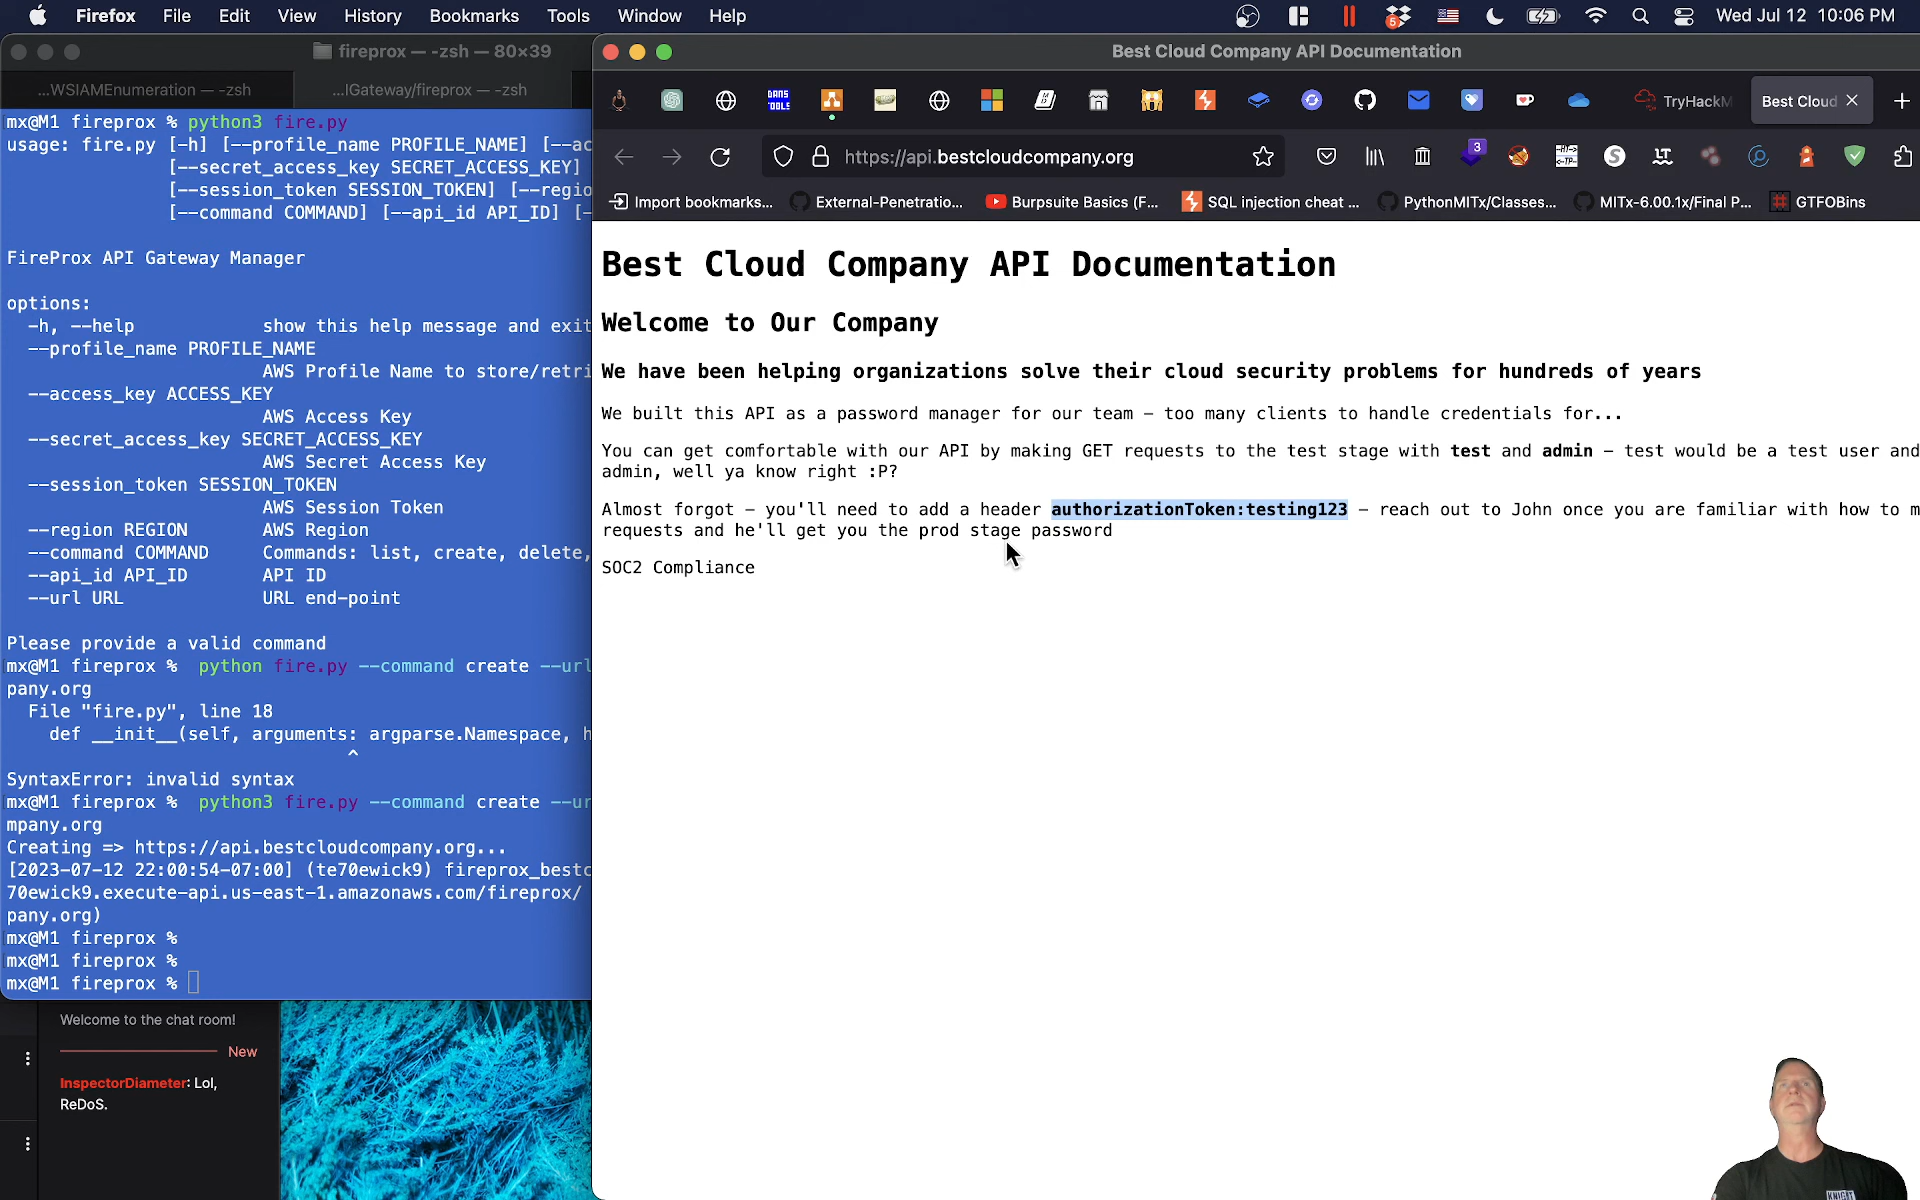 Firefox File Edit View History Bookmarks Tools Window Help
5
Wed Jul 12 10:06 PM
fireprox — -zsh — 80×39
...WSIAMEnumeration — -zsh
...IGateway/fireprox — -zsh
mx@M1 fireprox % python3 fire.py
usage: fire.py [-h] [--profile_name PROFILE_NAME] [--ac
[--secret_access_key SECRET_ACCESS_KEY]
[--session_token SESSION_TOKEN] [--regio
[--command COMMAND] [--api_id API_ID] [-
FireProx API Gateway Manager
options:
-h, --help show this help message and exit
--profile_name PROFILE_NAME
AWS Profile Name to store/retri
--access_key ACCESS_KEY
AWS Access Key
--secret_access_key SECRET_ACCESS_KEY
AWS Secret Access Key
--session_token SESSION_TOKEN
AWS Session Token
--region REGION AWS Region
--command COMMAND Commands: list, create, delete,
--api_id API_ID API ID
--url URL URL end-point
Please provide a valid command
mx@M1 fireprox % python fire.py --command create --url
pany.org
File "fire.py", line 18
def __init__(self, arguments: argparse.Namespace, h
^
SyntaxError: invalid syntax
mx@M1 fireprox % python3 fire.py --command create --ur
mpany.org
Creating => https://api.bestcloudcompany.org...
[2023-07-12 22:00:54-07:00] (te70ewick9) fireprox_bestc
70ewick9.execute-api.us-east-1.amazonaws.com/fireprox/
pany.org)
mx@M1 fireprox %
mx@M1 fireprox %
mx@M1 fireprox %
Welcome to the chat room!
New
InspectorDiameter: Lol,
ReDoS.
Best Cloud Company API Documentation
DANS
TOOLS
TryHackM
Best Cloud
https://api.bestcloudcompany.org
3
Import bookmarks...
External-Penetratio...
Burpsuite Basics (F...
SQL injection cheat ...
PythonMITx/Classes...
MITx-6.00.1x/Final P...
GTFOBins
Best Cloud Company API Documentation
Welcome to Our Company
We have been helping organizations solve their cloud security problems for hundreds of years
We built this API as a password manager for our team – too many clients to handle credentials for...
You can get comfortable with our API by making GET requests to the test stage with test and admin – test would be a test user and
admin, well ya know right :P?
Almost forgot – you'll need to add a header authorizationToken:testing123 – reach out to John once you are familiar with how to m
requests and he'll get you the prod stage password
SOC2 Compliance